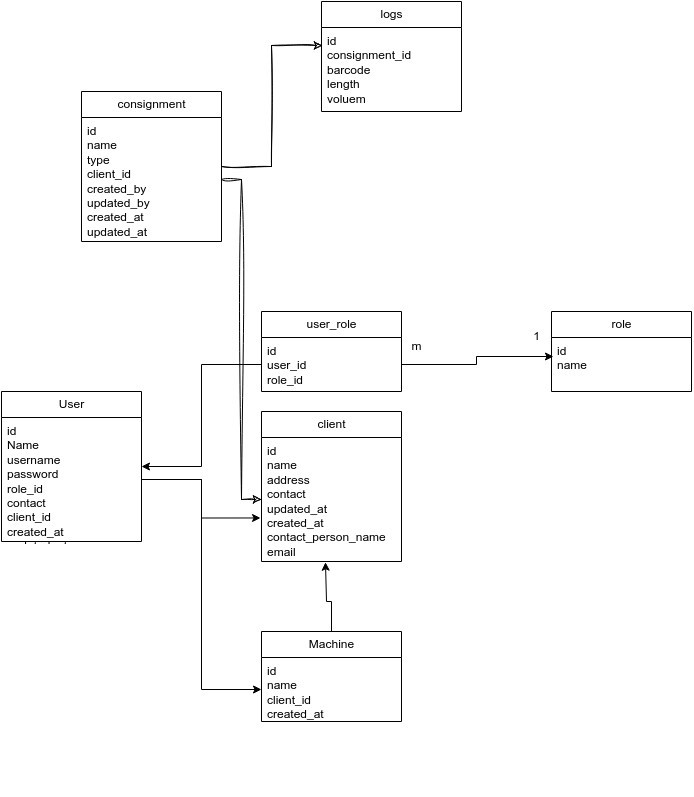 logs
id
consignment_id
barcode
length
voluem
consignment
id
name
type
client_id
created_by
updated_by
created_at
updated_at
user_role
id
user_id
role_id
m
1
role
id
name
User
id
Name
username
password
role_id
contact
client_id
created_at
client
id
name
address
contact
updated_at
created_at
contact_person_name
email
Machine
id
name
client_id
created_at